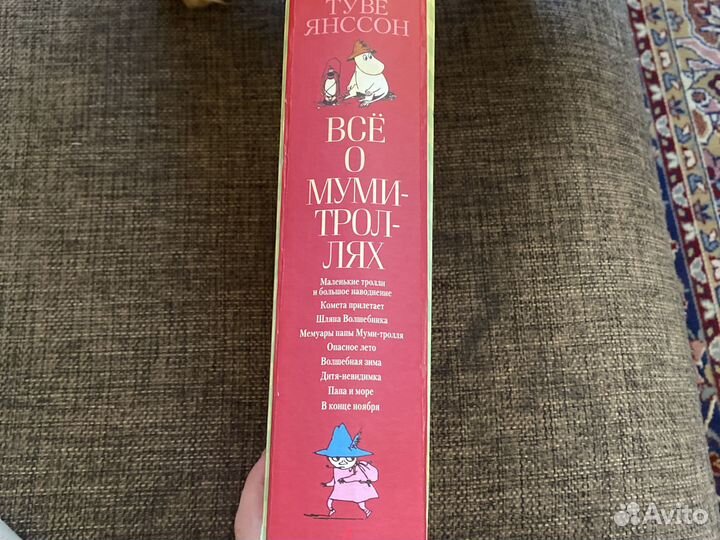 ТУВЕ
ЯНССОН
ВСЁ
О
МУМИ-
ТРОЛ-
ЛЯХ
Маленькие тролли
и большое наводнение
Комета прилетает
Шляпа Волшебника
Мемуары папы Муми-тролля
Опасное лето
Волшебная зима
Дитя-невидимка
Папа и море
В конце ноября
Avito